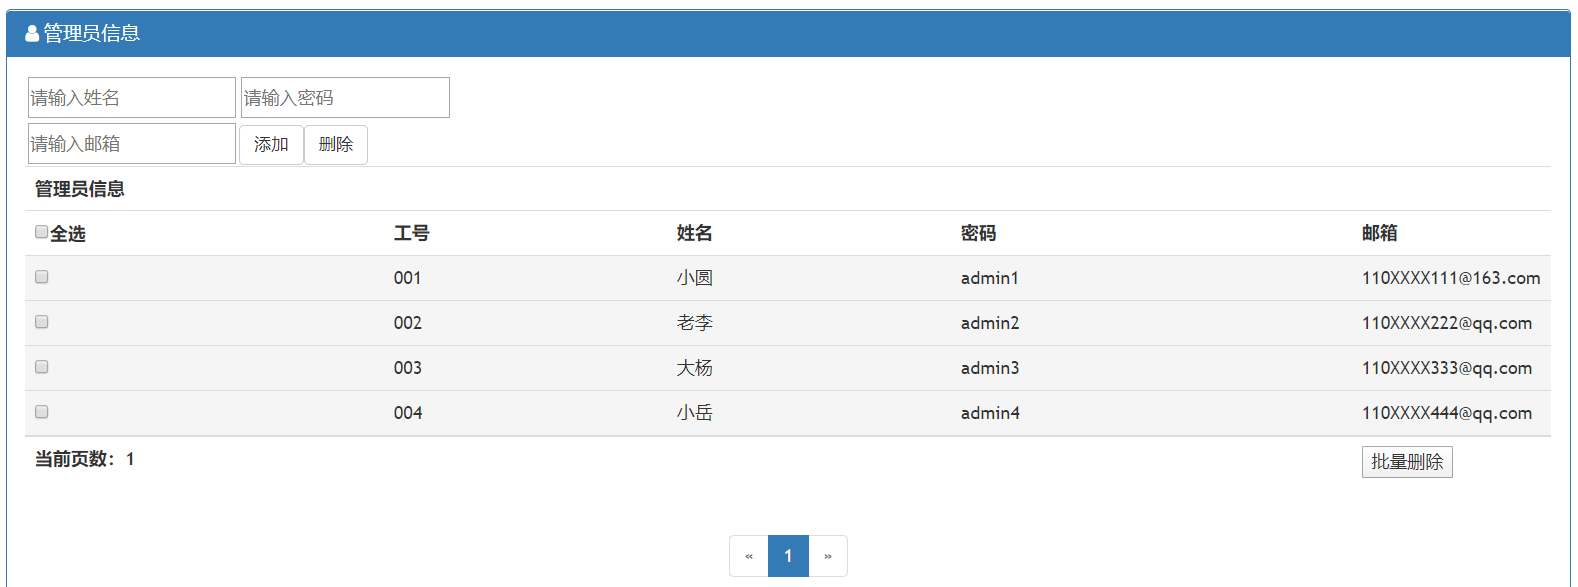 管理员信息
请输入姓名 请输入密码
请输入邮箱 添加 删除
管理员信息
全选 工号 姓名 密码 邮箱
001 小圆 admin1 110XXXX111@163.com
002 老李 admin2 110XXXX222@qq.com
003 大杨 admin3 110XXXX333@qq.com
004 小岳 admin4 110XXXX444@qq.com
当前页数：1 批量删除
« 1 »